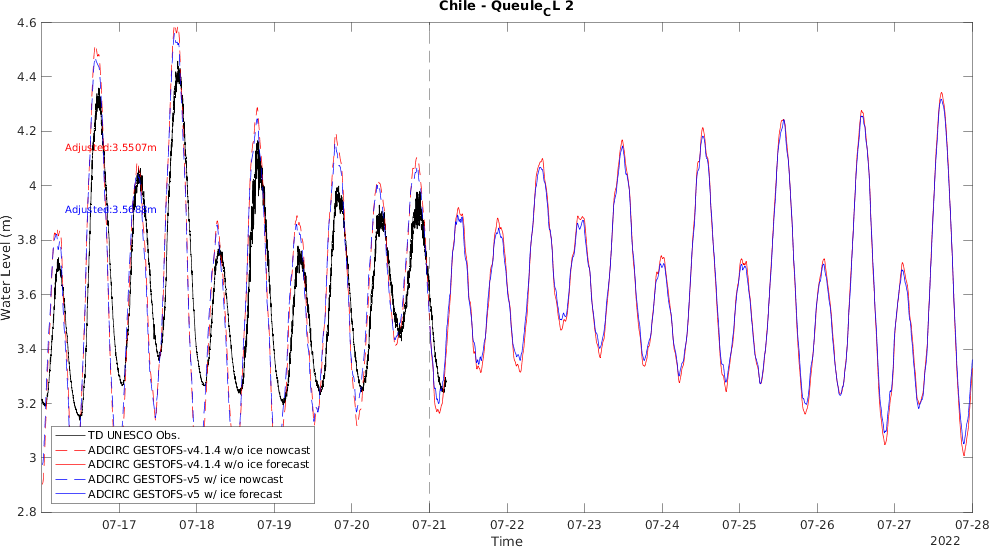 Chile - Queule_CL 2
4.6
4.4
4.2
4
3.8
3.6
3.4
3.2
3
2.8
Water Level (m)
Adjusted:3.5507m
Adjusted:3.5688m
TD UNESCO Obs.
ADCIRC GESTOFS-v4.1.4 w/o ice nowcast
ADCIRC GESTOFS-v4.1.4 w/o ice forecast
ADCIRC GESTOFS-v5 w/ ice nowcast
ADCIRC GESTOFS-v5 w/ ice forecast
07-17 07-18 07-19 07-20 07-21 07-22 07-23 07-24 07-25 07-26 07-27 07-28
Time
2022